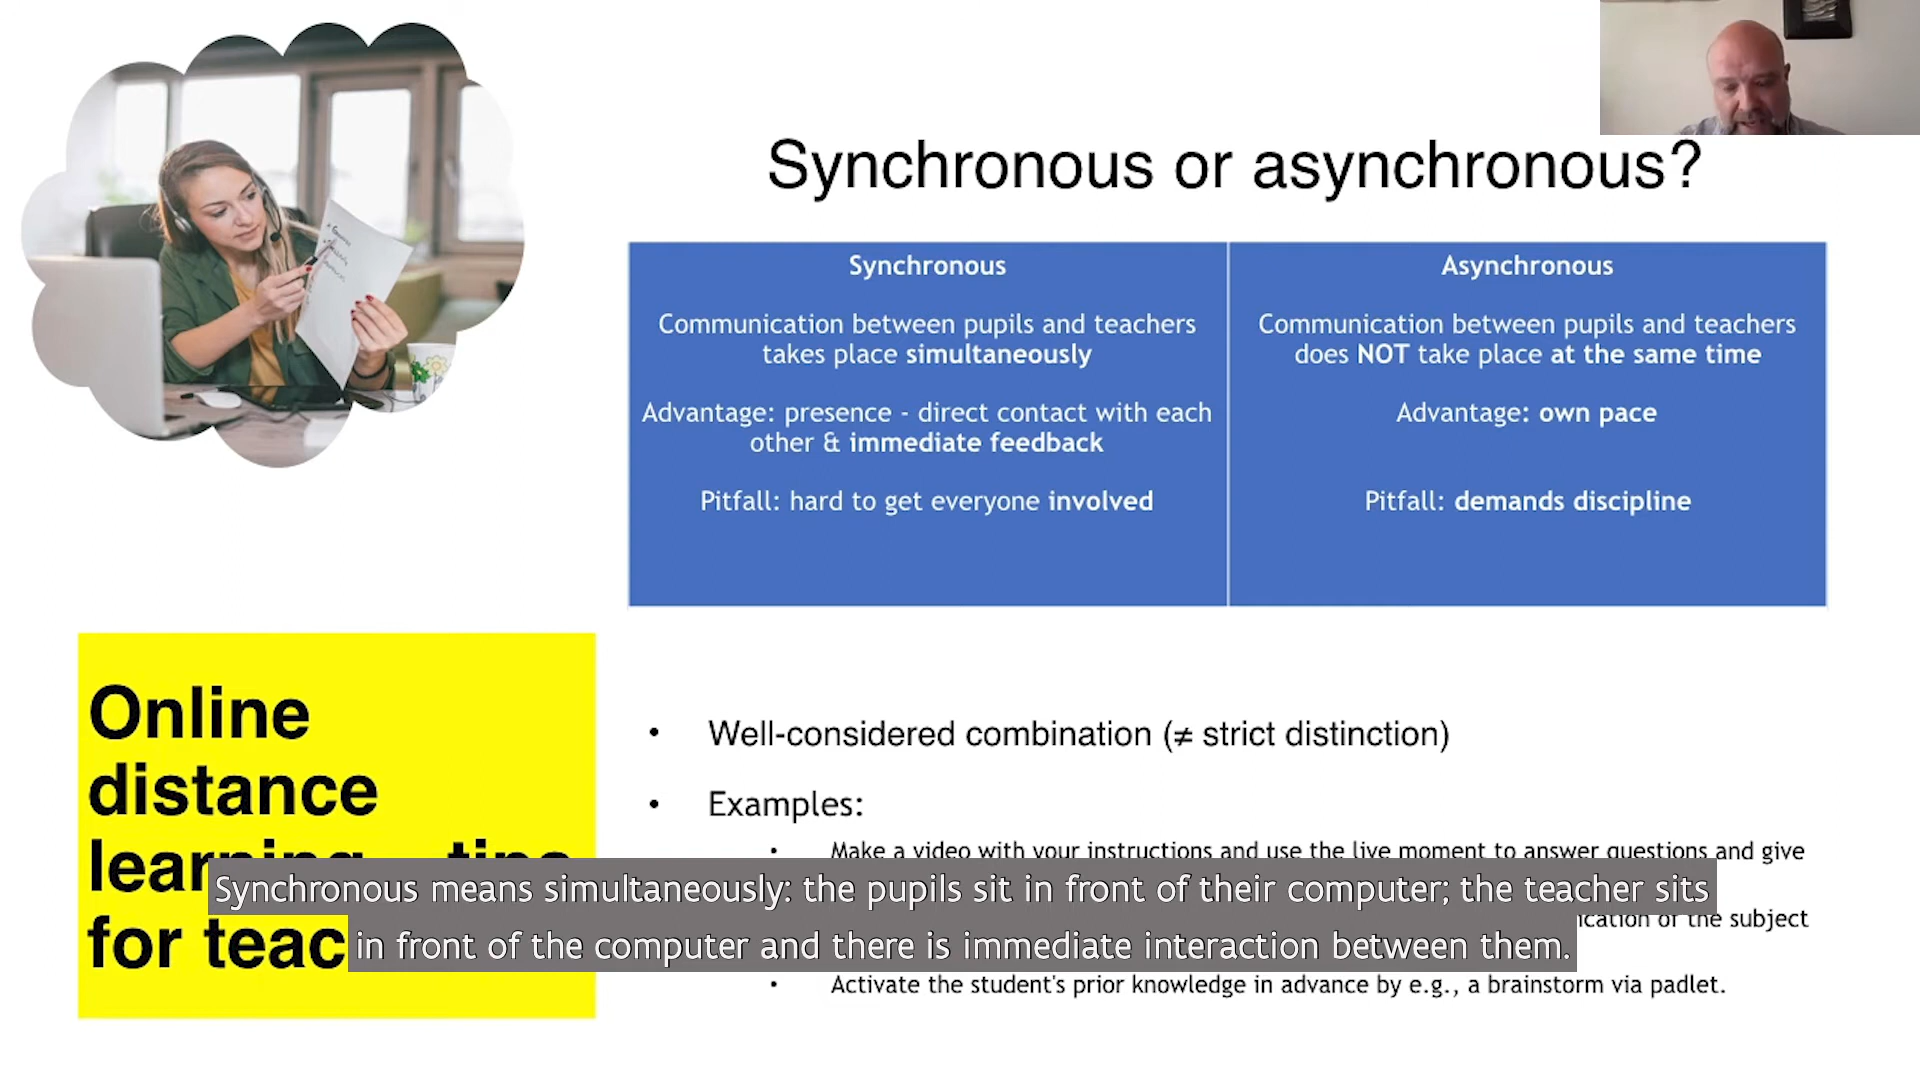 Synchronous or asynchronous?
Synchronous
Communication between pupils and teachers
takes place simultaneously
Advantage: presence - direct contact with each
other & immediate feedback
Pitfall: hard to get everyone involved
Asynchronous
Communication between pupils and teachers
does NOT take place at the same time
Advantage: own pace
Pitfall: demands discipline
Online
distance
learning tips
for teac
• Well-considered combination (≠ strict distinction)
• Examples:
• Make a video with your instructions and use the live moment to answer questions and give
of the subject
• Activate the student's prior knowledge in advance by e.g., a brainstorm via padlet.
Synchronous means simultaneously: the pupils sit in front of their computer; the teacher sits
in front of the computer and there is immediate interaction between them.